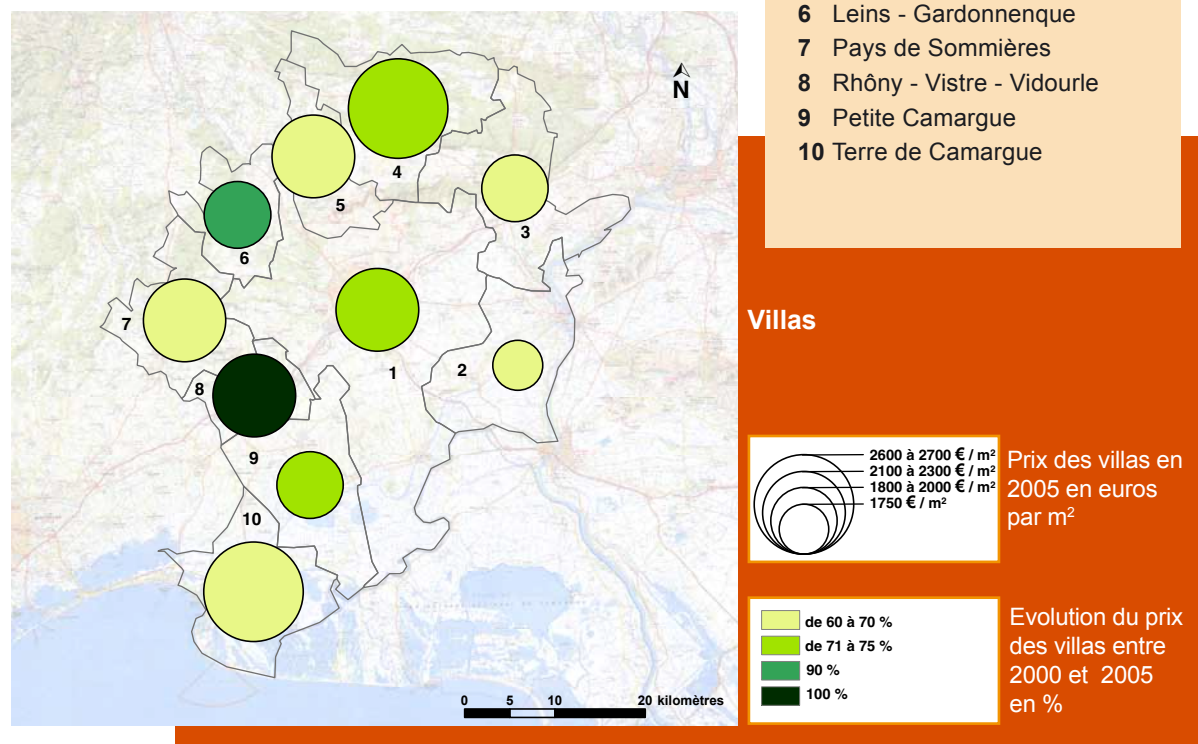 6 Leins - Gardonnenque
7 Pays de Sommières
8 Rhôny - Vistre - Vidourle
9 Petite Camargue
10 Terre de Camargue
N
4
5
3
6
7
1
2
8
9
10
0 5 10 20 kilomètres
Villas
2600 à 2700 € / m²
2100 à 2300 € / m²
1800 à 2000 € / m²
1750 € / m²
Prix des villas en
2005 en euros
par m²
de 60 à 70 %
de 71 à 75 %
90 %
100 %
Evolution du prix
des villas entre
2000 et 2005
en %